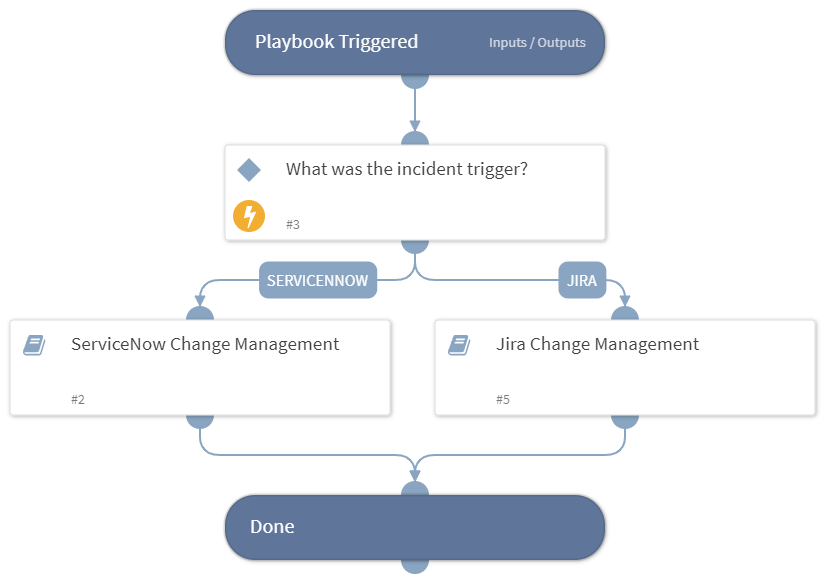 Playbook Triggered
Inputs / Outputs
What was the incident trigger?
#3
SERVICENNOW
JIRA
ServiceNow Change Management
#2
Jira Change Management
#5
Done